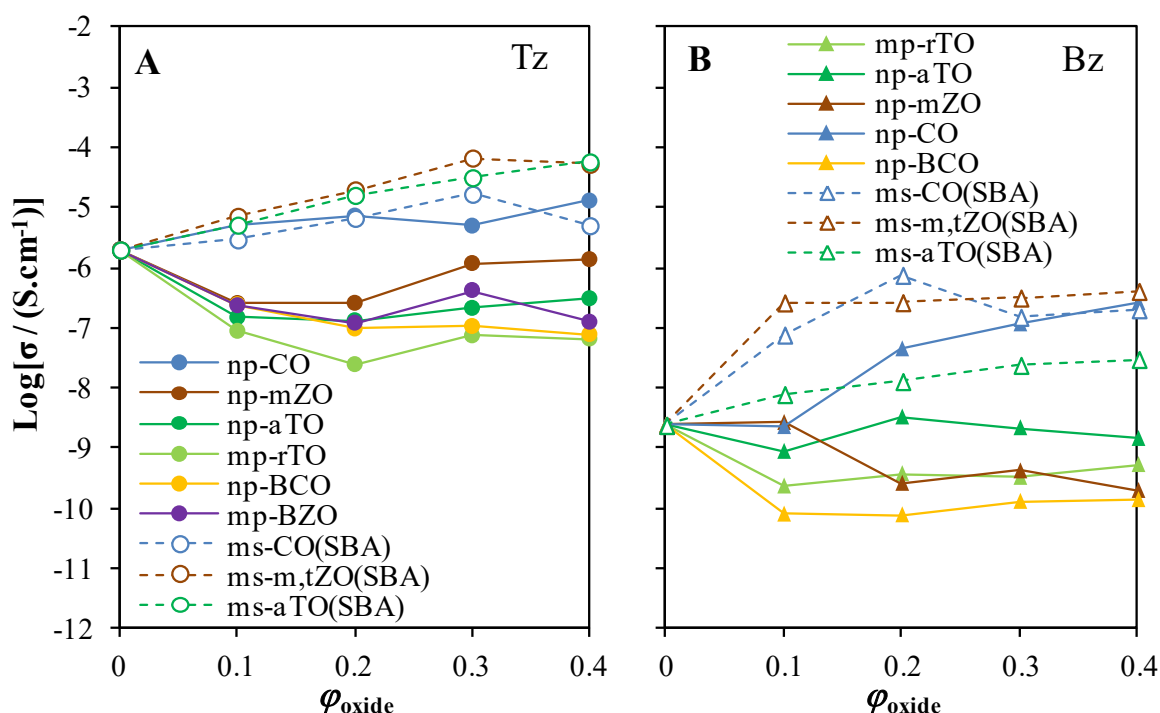 A
Tz
-2
-3
-4
-5
-6
-7
-8
-9
-10
-11
-12
Log[σ / (S.cm⁻¹)]
np-CO
np-mZO
np-aTO
mp-rTO
np-BCO
mp-BZO
ms-CO(SBA)
ms-m,tZO(SBA)
ms-aTO(SBA)
0 0.1 0.2 0.3 0.4
φoxide
B
Bz
mp-rTO
np-aTO
np-mZO
np-CO
np-BCO
ms-CO(SBA)
ms-m,tZO(SBA)
ms-aTO(SBA)
0 0.1 0.2 0.3 0.4
φoxide